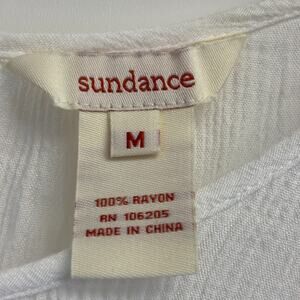 sundance
M
100% RAYON
RN 106205
MADE IN CHINA